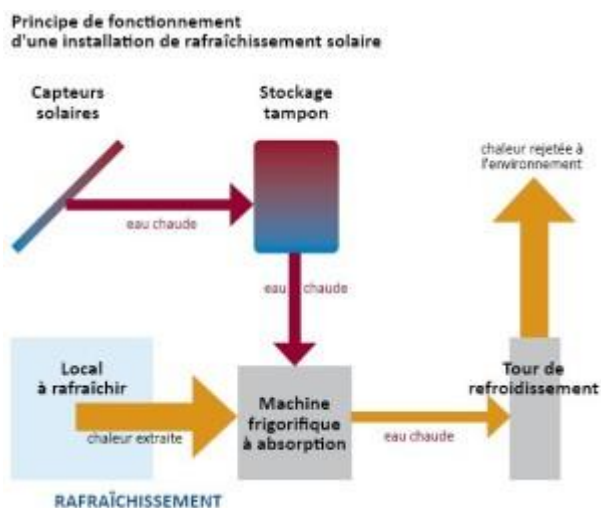 Principe de fonctionnement
d'une installation de rafraîchissement solaire
Capteurs
solaires
Stockage
tampon
chaleur rejetée à
l'environnement
eau chaude
eau chaude
Local
à rafraîchir
Machine
frigorifique
à absorption
Tour de
refroidissement
chaleur extraite
eau chaude
RAFRAÎCHISSEMENT